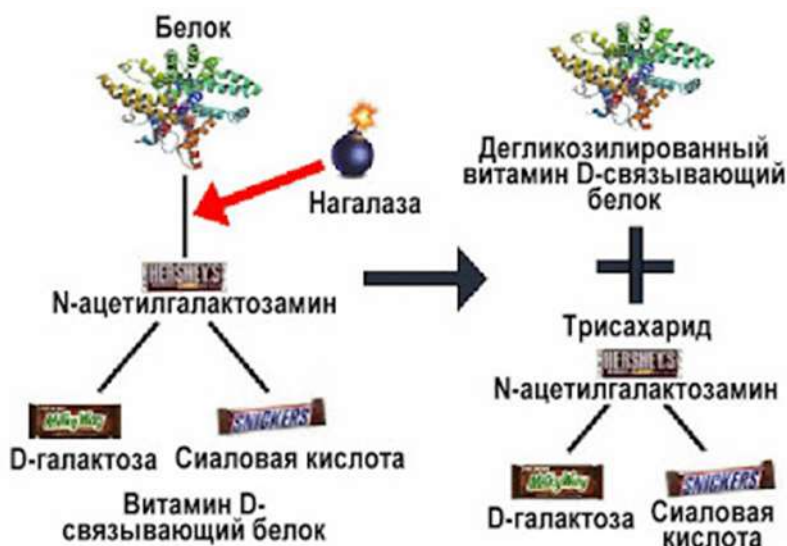 Белок
Нагалаза
HERSHEY'S
N-ацетилгалактозамин
Milky Way
SNICKERS
D-галактоза
Сиаловая кислота
Витамин D-
связывающий белок
Дегликозилированный
витамин D-связывающий
белок
Трисахарид
HERSHEY'S
N-ацетилгалактозамин
Milky Way
SNICKERS
D-галактоза
Сиаловая
кислота